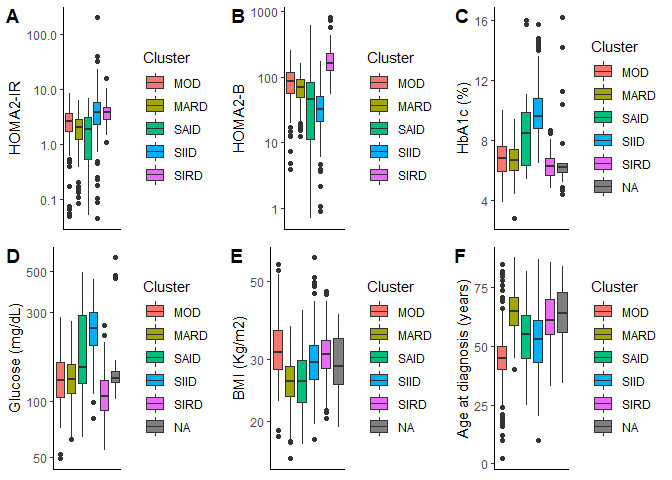 A
HOMA2-IR
100.0
10.0
1.0
0.1
Cluster
MOD
MARD
SAID
SIID
SIRD
B
HOMA2-B
1000
100
10
1
Cluster
MOD
MARD
SAID
SIID
SIRD
C
HbA1c (%)
16
12
8
4
Cluster
MOD
MARD
SAID
SIID
SIRD
NA
D
Glucose (mg/dL)
500
300
100
50
Cluster
MOD
MARD
SAID
SIID
SIRD
NA
E
BMI (Kg/m2)
50
30
20
Cluster
MOD
MARD
SAID
SIID
SIRD
NA
F
Age at diagnosis (years)
75
50
25
0
Cluster
MOD
MARD
SAID
SIID
SIRD
NA